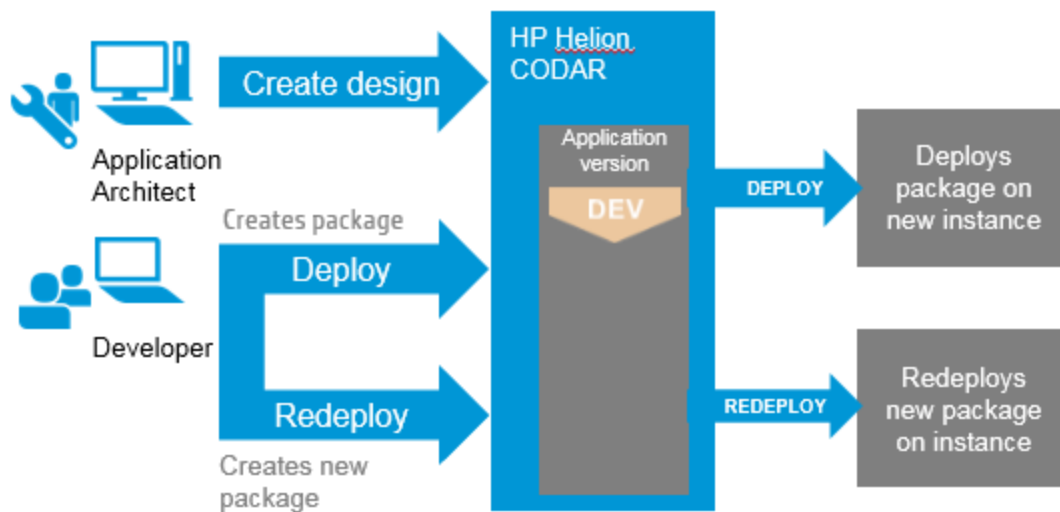 Create design
Application
Architect
Creates package
Deploy
Developer
Redeploy
Creates new
package
HP Helion
CODAR
Application
version
DEV
DEPLOY
REDEPLOY
Deploys
package on
new instance
Redeploys
new package
on instance